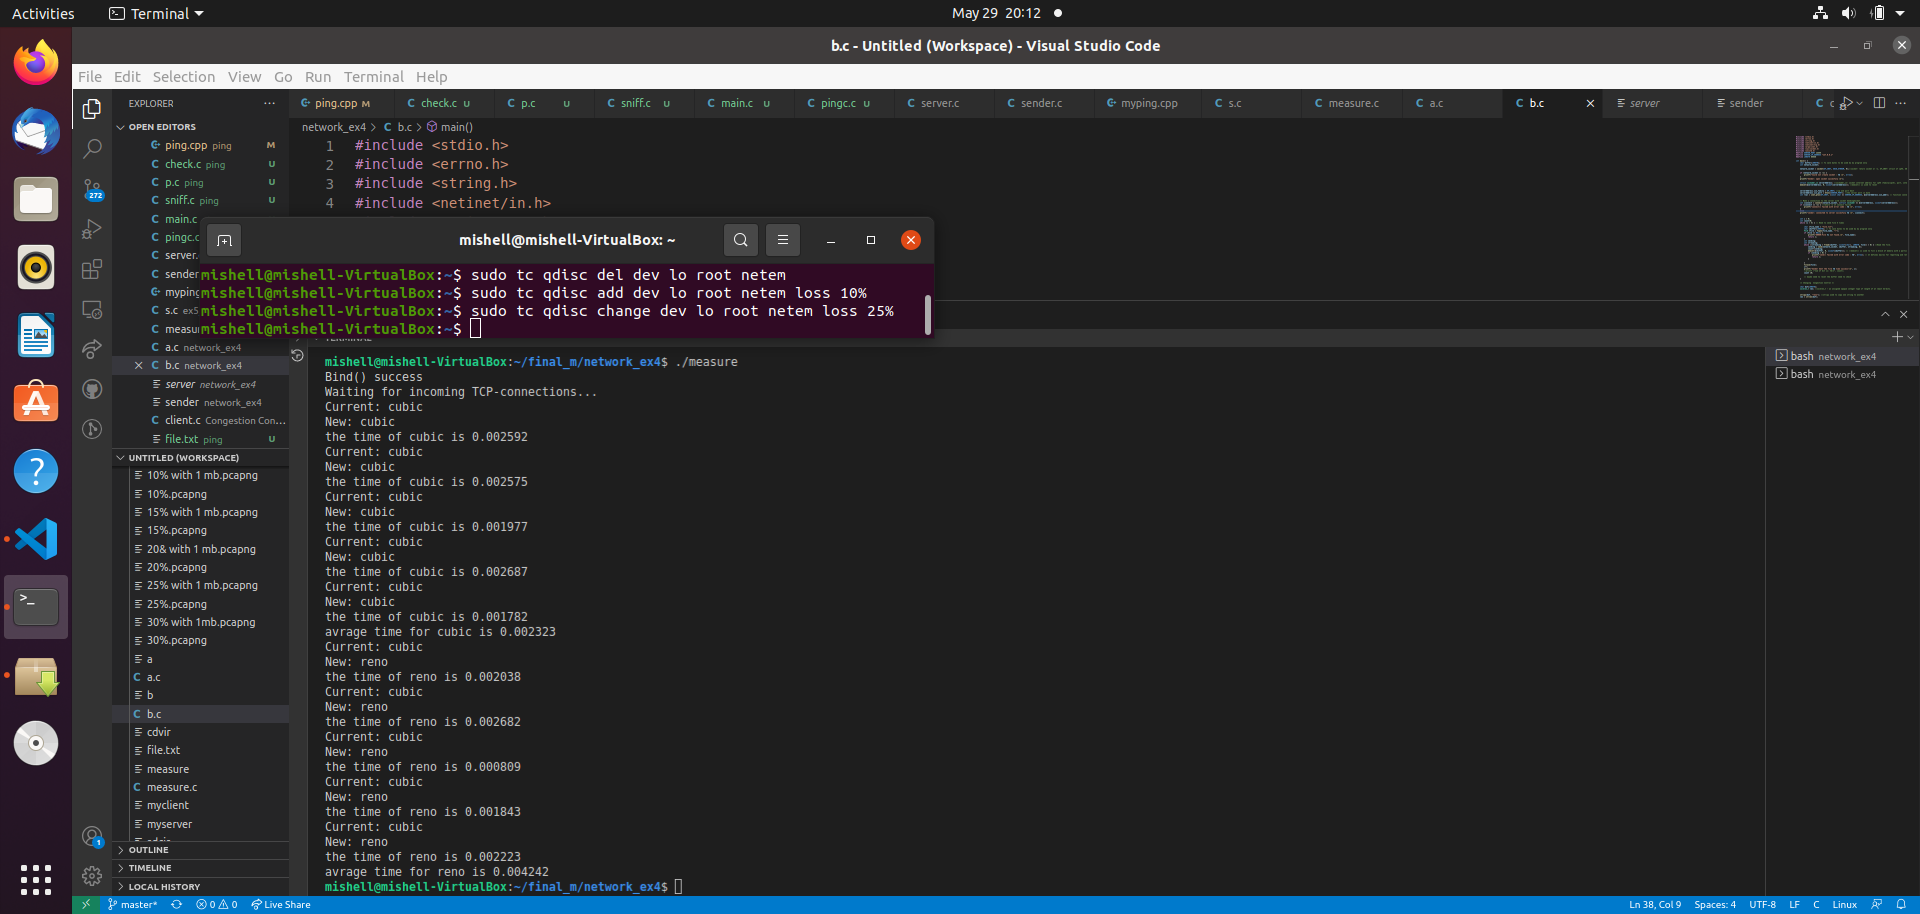 Activities
Terminal
May 29 20:12
b.c - Untitled (Workspace) - Visual Studio Code
File Edit Selection View Go Run Terminal Help
EXPLORER
ping.cpp M
check.c U
p.c U
sniff.c U
main.c U
pingc.c U
server.c
sender.c
myping.cpp
s.c
measure.c
a.c
b.c
server
sender
OPEN EDITORS
ping.cpp ping M
check.c ping U
p.c ping U
sniff.c ping U
main.c
pingc.c
server.
sender
myping
s.c ex5
measur
a.c network_ex4
b.c network_ex4
server network_ex4
sender network_ex4
client.c Congestion Con...
file.txt ping U
272
UNTITLED (WORKSPACE)
10% with 1 mb.pcapng
10%.pcapng
15% with 1 mb.pcapng
15%.pcapng
20& with 1 mb.pcapng
20%.pcapng
25% with 1 mb.pcapng
25%.pcapng
30% with 1mb.pcapng
30%.pcapng
a
a.c
b
b.c
cdvir
file.txt
measure
measure.c
myclient
myserver
OUTLINE
TIMELINE
LOCAL HISTORY
1
network_ex4 > C b.c > main()
1 #include <stdio.h>
2 #include <errno.h>
3 #include <string.h>
4 #include <netinet/in.h>
mishell@mishell-VirtualBox: ~
mishell@mishell-VirtualBox:~$ sudo tc qdisc del dev lo root netem
mishell@mishell-VirtualBox:~$ sudo tc qdisc add dev lo root netem loss 10%
mishell@mishell-VirtualBox:~$ sudo tc qdisc change dev lo root netem loss 25%
mishell@mishell-VirtualBox:~$
TERMINAL
mishell@mishell-VirtualBox:~/final_m/network_ex4$ ./measure
Bind() success
Waiting for incoming TCP-connections...
Current: cubic
New: cubic
the time of cubic is 0.002592
Current: cubic
New: cubic
the time of cubic is 0.002575
Current: cubic
New: cubic
the time of cubic is 0.001977
Current: cubic
New: cubic
the time of cubic is 0.002687
Current: cubic
New: cubic
the time of cubic is 0.001782
avrage time for cubic is 0.002323
Current: cubic
New: reno
the time of reno is 0.002038
Current: cubic
New: reno
the time of reno is 0.002682
Current: cubic
New: reno
the time of reno is 0.000809
Current: cubic
New: reno
the time of reno is 0.001843
Current: cubic
New: reno
the time of reno is 0.002223
avrage time for reno is 0.004242
mishell@mishell-VirtualBox:~/final_m/network_ex4$
bash network_ex4
bash network_ex4
master*
0 0
Live Share
Ln 38, Col 9
Spaces: 4
UTF-8
LF
C
Linux